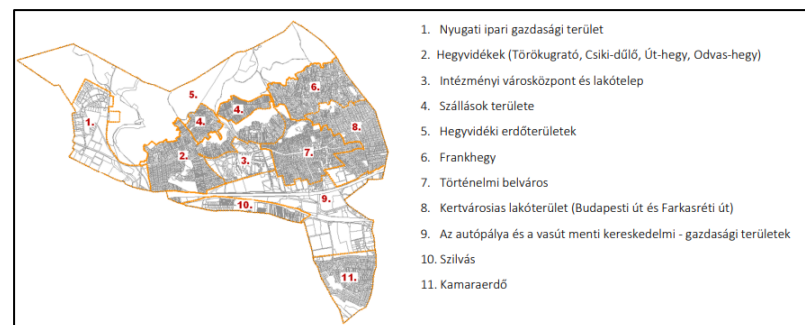 1. Nyugati ipari gazdasági terület
2. Hegyvidékek (Törökugrató, Csiki-dűlő, Út-hegy, Odvas-hegy)
3. Intézményi városközpont és lakótelep
4. Szállások területe
5. Hegyvidéki erdőterületek
6. Frankhegy
7. Történelmi belváros
8. Kertvárosias lakóterület (Budapesti út és Farkasréti út)
9. Az autópálya és a vasút menti kereskedelmi - gazdasági területek
10. Szilvás
11. Kamaraerdő
5.
6.
4.
1.
4.
8.
2.
3.
7.
9.
10.
11.